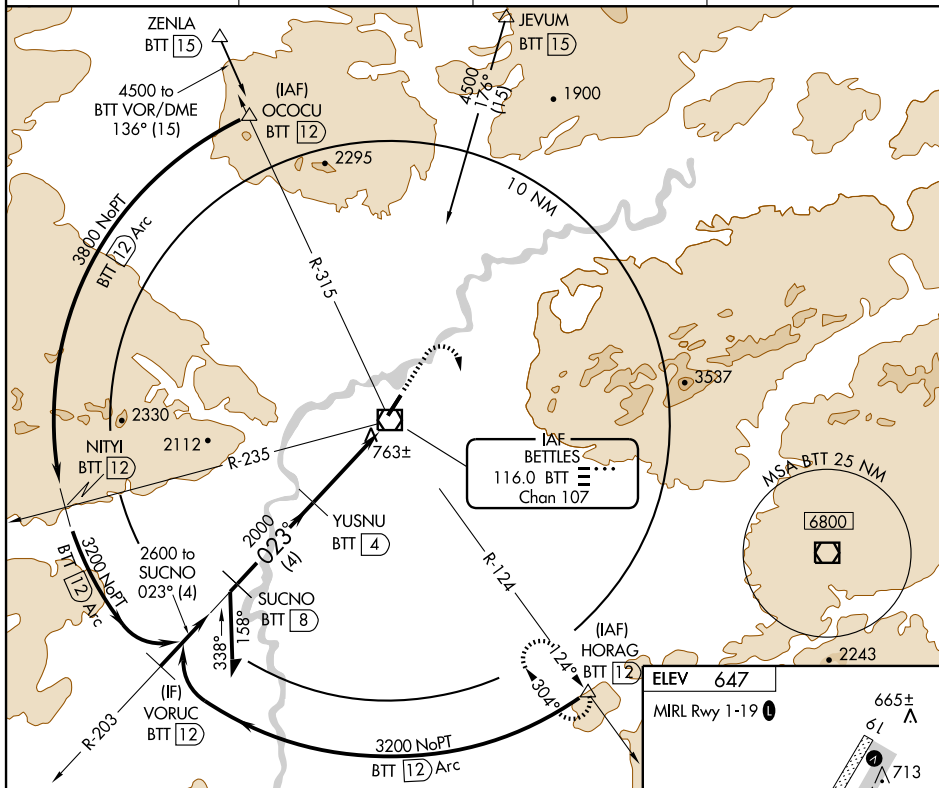 ZENLA
BTT 15
4500 to
BTT VOR/DME
136° (15)
(IAF)
OCOCU
BTT 12
JEVUM
BTT 15
4500
176°
(15)
1900
2295
10 NM
3800 NoPT
BTT 12 Arc
R-315
3537
2330
2112
NITYI
BTT 12
R-235
763±
IAF
BETTLES
116.0 BTT
Chan 107
MSA BTT 25 NM
6800
YUSNU
BTT 4
2000
023°
(4)
2600 to
SUCNO
023° (4)
3200 NoPT
BTT 12 Arc
SUCNO
BTT 8
338°
158°
R-124
(IAF)
HORAG
BTT 12
124°
304°
2243
(IF)
VORUC
BTT 12
R-203
3200 NoPT
BTT 12 Arc
ELEV 647
MIRL Rwy 1-19 L
665±
19
V
713